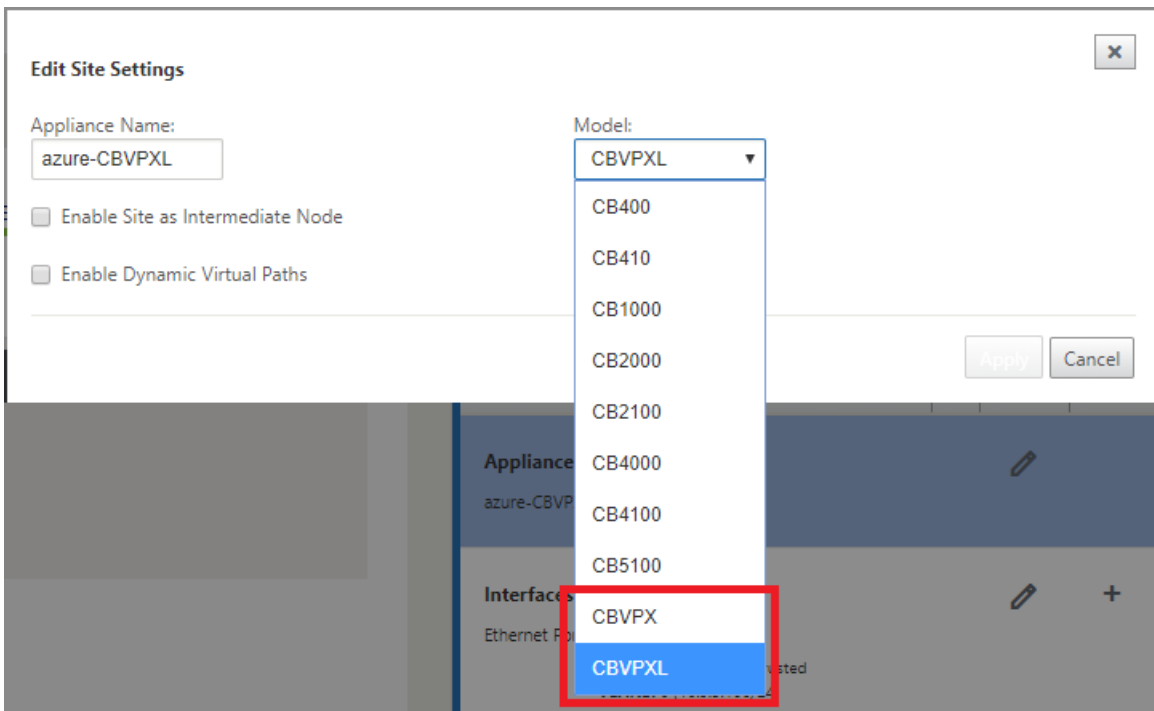 Edit Site Settings
Appliance Name:
Model:
azure-CBVPXL
CBVPXL
Enable Site as Intermediate Node
Enable Dynamic Virtual Paths
CB400
CB410
CB1000
CB2000
CB2100
CB4000
CB4100
CB5100
CBVPX
CBVPXL
Apply
Cancel
Appliance
azure-CBVP
Interfaces
Ethernet